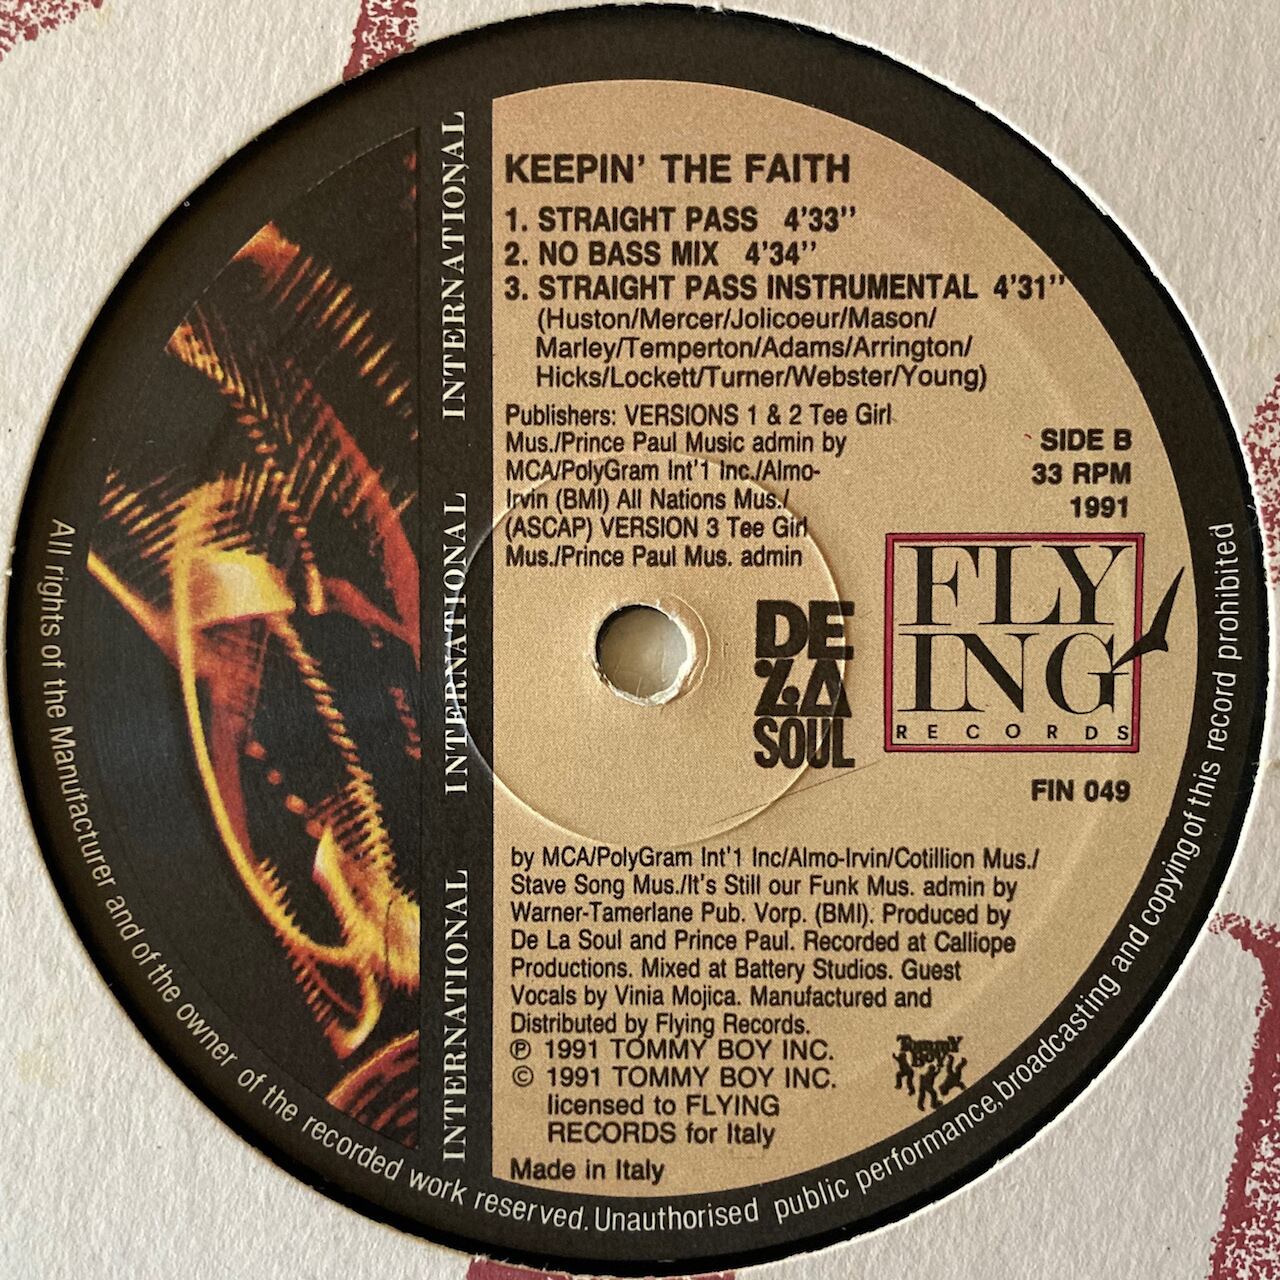 KEEPIN' THE FAITH
1. STRAIGHT PASS 4'33''
2. NO BASS MIX 4'34''
3. STRAIGHT PASS INSTRUMENTAL 4'31''
(Huston/Mercer/Jolicoeur/Mason/
Marley/Temperton/Adams/Arrington/
Hicks/Lockett/Turner/Webster/Young)
Publishers: VERSIONS 1 & 2 Tee Girl
Mus./Prince Paul Music admin by
MCA/PolyGram Int'1 Inc./Almo-
Irvin (BMI) All Nations Mus./
(ASCAP) VERSION 3 Tee Girl
Mus./Prince Paul Mus. admin
SIDE B
33 RPM
1991
FLY
ING
RECORDS
DE
LA
SOUL
FIN 049
by MCA/PolyGram Int'1 Inc/Almo-Irvin/Cotillion Mus./
Stave Song Mus./It's Still our Funk Mus. admin by
Warner-Tamerlane Pub. Vorp. (BMI). Produced by
De La Soul and Prince Paul. Recorded at Calliope
Productions. Mixed at Battery Studios. Guest
Vocals by Vinia Mojica. Manufactured and
Distributed by Flying Records.
℗ 1991 TOMMY BOY INC.
© 1991 TOMMY BOY INC.
licensed to FLYING
RECORDS for Italy
Made in Italy
Tommy
Boy
INTERNATIONAL
INTERNATIONAL
INTERNATIONAL
INTERNATIONAL
All rights of the Manufacturer and of the owner of the recorded work reserved. Unauthorised public performance, broadcasting and copying of this record prohibited